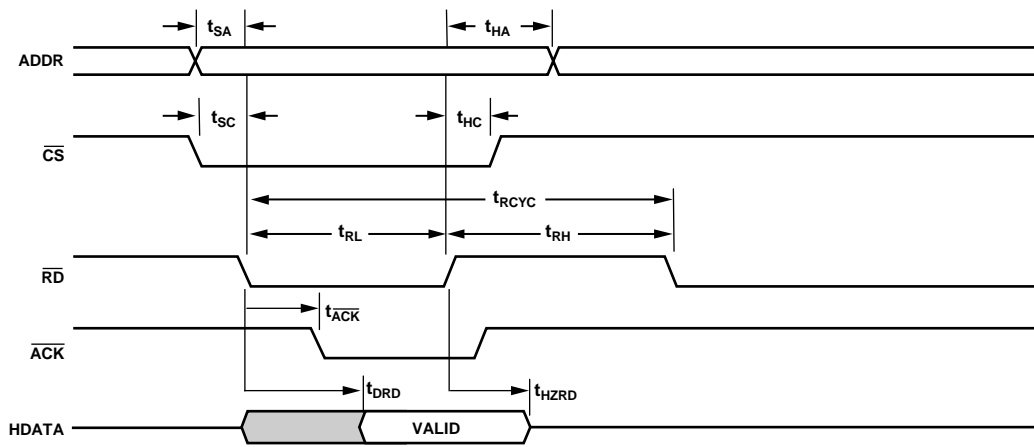 tSA
tHA
ADDR
tSC
tHC
CS
tRCYC
tRL
tRH
RD
tACK
ACK
tDRD
tHZRD
HDATA
VALID